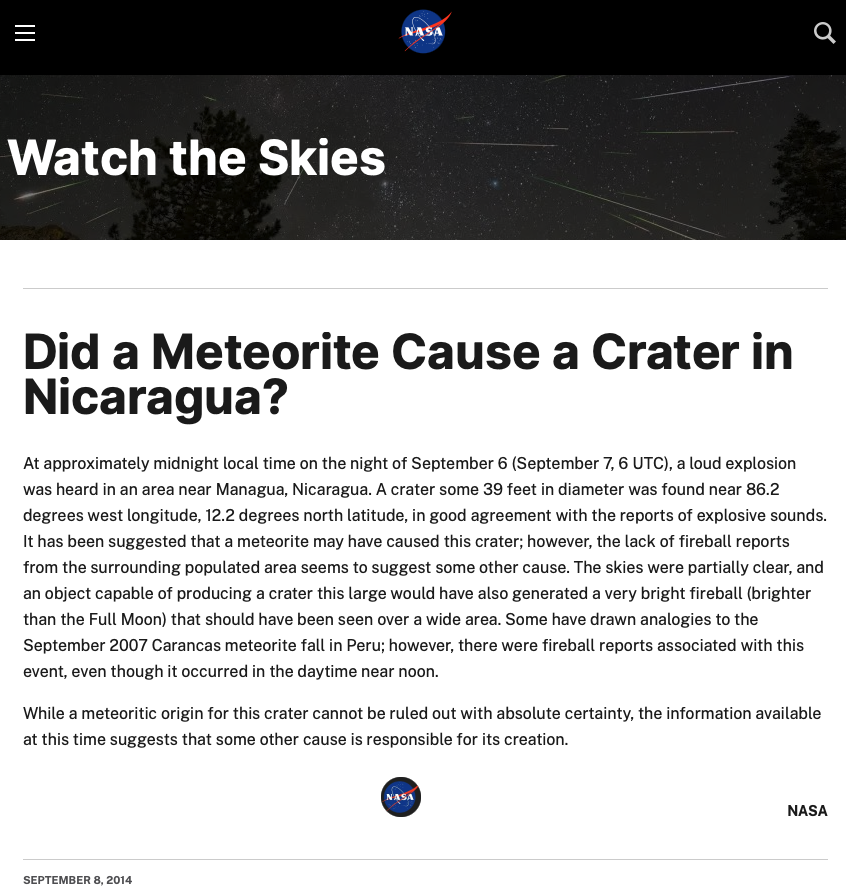 NASA
Watch the Skies
Did a Meteorite Cause a Crater in
Nicaragua?
At approximately midnight local time on the night of September 6 (September 7, 6 UTC), a loud explosion
was heard in an area near Managua, Nicaragua. A crater some 39 feet in diameter was found near 86.2
degrees west longitude, 12.2 degrees north latitude, in good agreement with the reports of explosive sounds.
It has been suggested that a meteorite may have caused this crater; however, the lack of fireball reports
from the surrounding populated area seems to suggest some other cause. The skies were partially clear, and
an object capable of producing a crater this large would have also generated a very bright fireball (brighter
than the Full Moon) that should have been seen over a wide area. Some have drawn analogies to the
September 2007 Carancas meteorite fall in Peru; however, there were fireball reports associated with this
event, even though it occurred in the daytime near noon.
While a meteoritic origin for this crater cannot be ruled out with absolute certainty, the information available
at this time suggests that some other cause is responsible for its creation.
NASA
NASA
SEPTEMBER 8, 2014